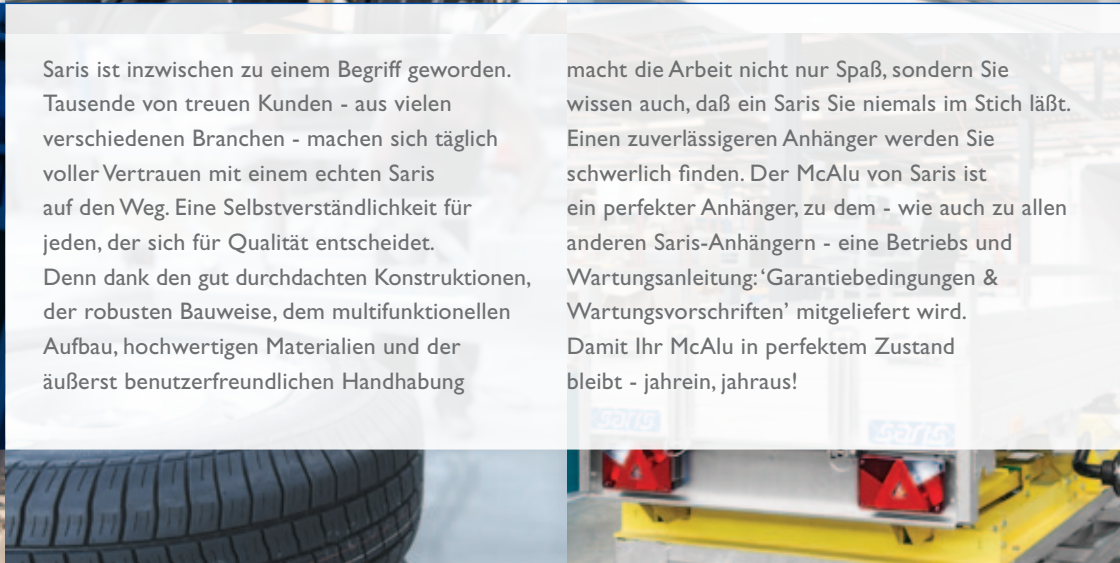 Saris ist inzwischen zu einem Begriff geworden.
Tausende von treuen Kunden - aus vielen
verschiedenen Branchen - machen sich täglich
voller Vertrauen mit einem echten Saris
auf den Weg. Eine Selbstverständlichkeit für
jeden, der sich für Qualität entscheidet.
Denn dank den gut durchdachten Konstruktionen,
der robusten Bauweise, dem multifunktionellen
Aufbau, hochwertigen Materialien und der
äußerst benutzerfreundlichen Handhabung
macht die Arbeit nicht nur Spaß, sondern Sie
wissen auch, daß ein Saris Sie niemals im Stich läßt.
Einen zuverlässigeren Anhänger werden Sie
schwerlich finden. Der McAlu von Saris ist
ein perfekter Anhänger, zu dem - wie auch zu allen
anderen Saris-Anhängern - eine Betriebs und
Wartungsanleitung: ‘Garantiebedingungen &
Wartungsvorschriften’ mitgeliefert wird.
Damit Ihr McAlu in perfektem Zustand
bleibt - jahrein, jahraus!
saris
saris